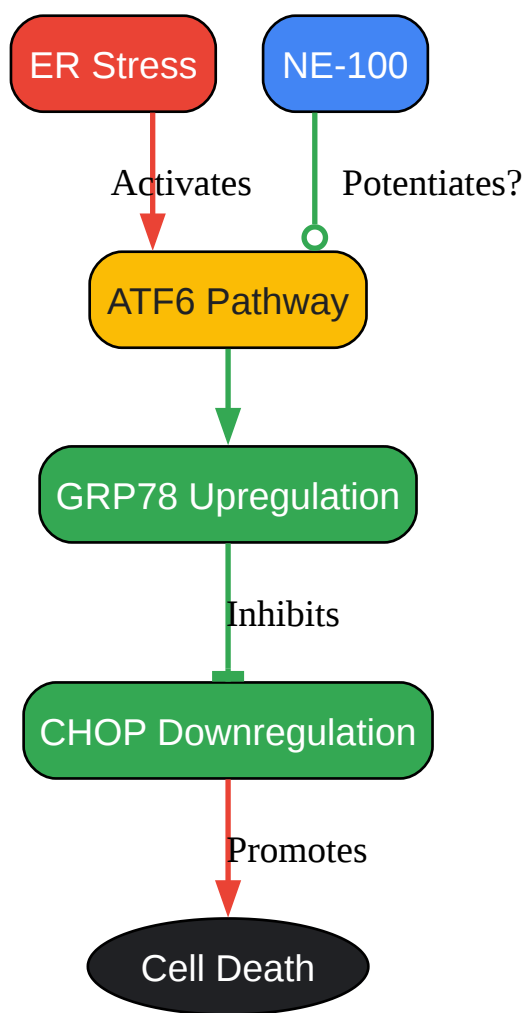 ER Stress
NE-100
Activates
Potentiates?
ATF6 Pathway
GRP78 Upregulation
Inhibits
CHOP Downregulation
Promotes
Cell Death